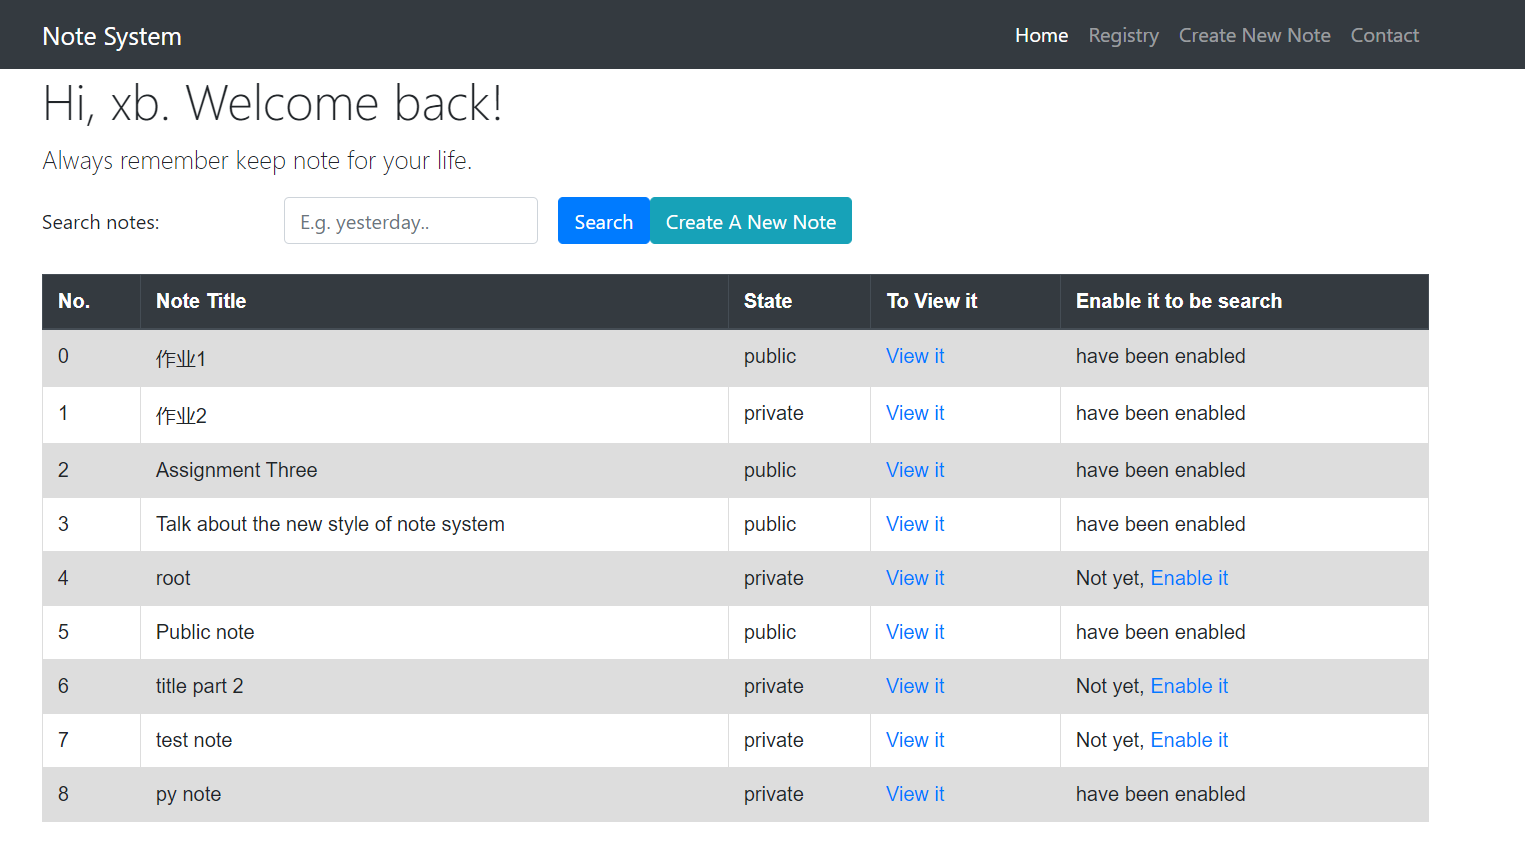 Note System Home Registry Create New Note Contact
Hi, xb. Welcome back!
Always remember keep note for your life.
Search notes: E.g. yesterday.. Search Create A New Note
No. Note Title State To View it Enable it to be search
0 作业1 public View it have been enabled
1 作业2 private View it have been enabled
2 Assignment Three public View it have been enabled
3 Talk about the new style of note system public View it have been enabled
4 root private View it Not yet, Enable it
5 Public note public View it have been enabled
6 title part 2 private View it Not yet, Enable it
7 test note private View it Not yet, Enable it
8 py note private View it have been enabled